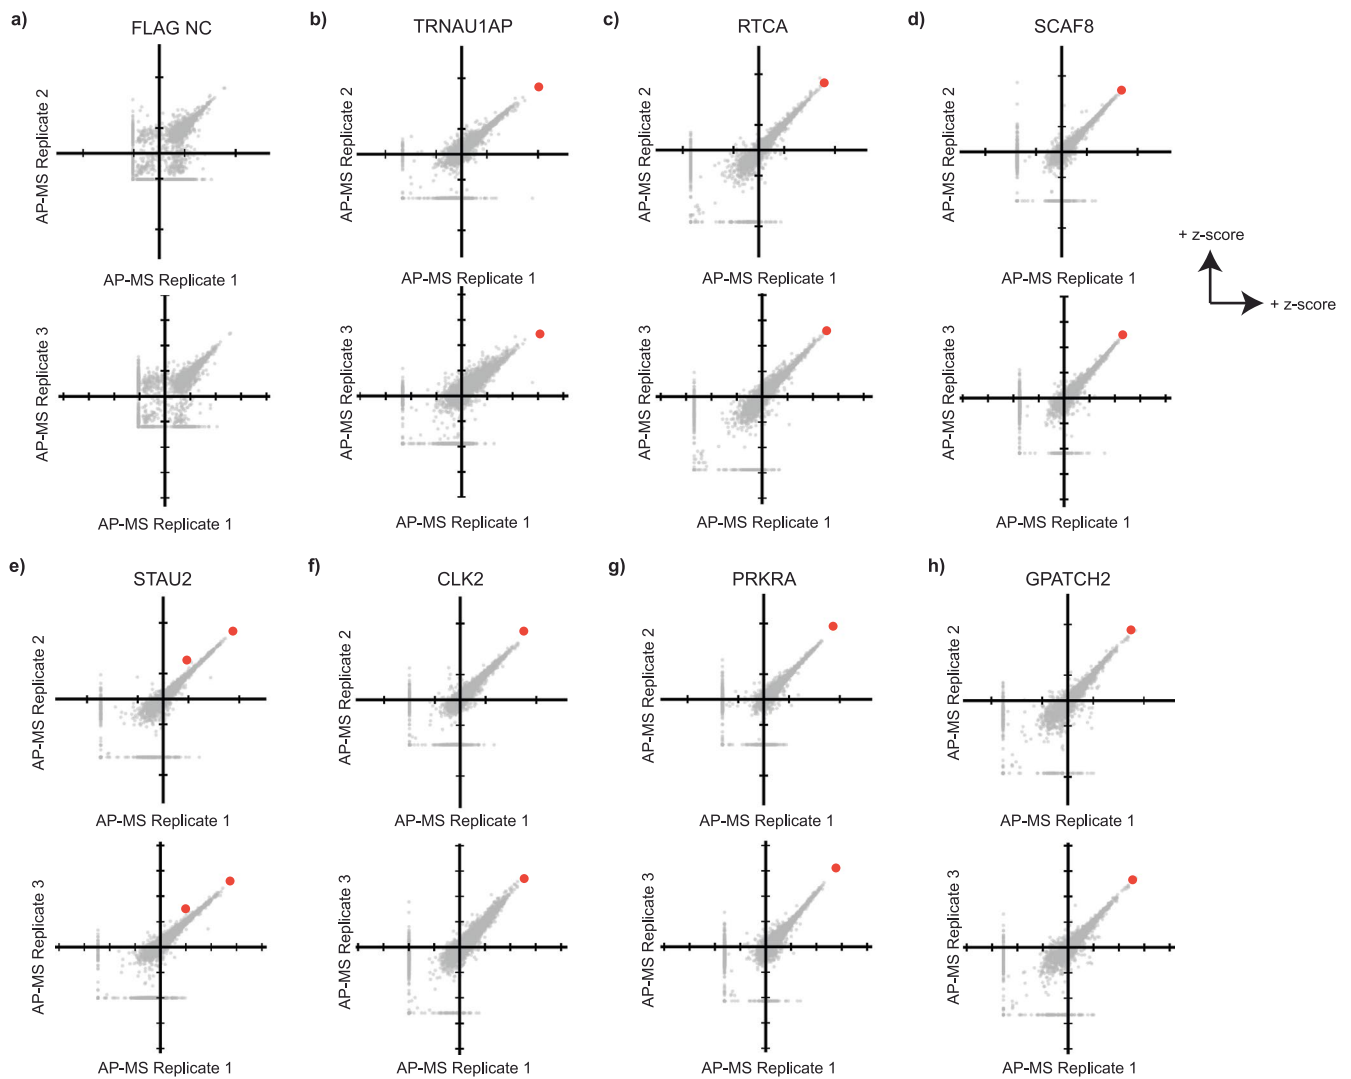 a)
FLAG NC
AP-MS Replicate 2
AP-MS Replicate 1
AP-MS Replicate 3
AP-MS Replicate 1
b)
TRNAU1AP
AP-MS Replicate 2
AP-MS Replicate 1
AP-MS Replicate 3
AP-MS Replicate 1
c)
RTCA
AP-MS Replicate 2
AP-MS Replicate 1
AP-MS Replicate 3
AP-MS Replicate 1
d)
SCAF8
AP-MS Replicate 2
AP-MS Replicate 1
AP-MS Replicate 3
AP-MS Replicate 1
+ z-score
+ z-score
e)
STAU2
AP-MS Replicate 2
AP-MS Replicate 1
AP-MS Replicate 3
AP-MS Replicate 1
f)
CLK2
AP-MS Replicate 2
AP-MS Replicate 1
AP-MS Replicate 3
AP-MS Replicate 1
g)
PRKRA
AP-MS Replicate 2
AP-MS Replicate 1
AP-MS Replicate 3
AP-MS Replicate 1
h)
GPATCH2
AP-MS Replicate 2
AP-MS Replicate 1
AP-MS Replicate 3
AP-MS Replicate 1